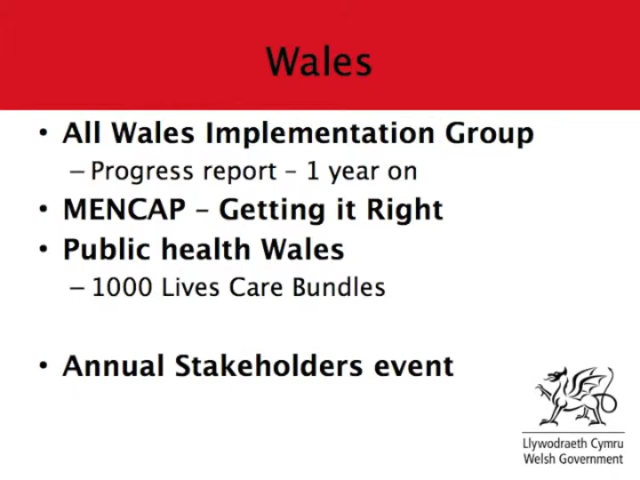 Wales
• All Wales Implementation Group
– Progress report – 1 year on
• MENCAP – Getting it Right
• Public health Wales
– 1000 Lives Care Bundles
• Annual Stakeholders event
Llywodraeth Cymru
Welsh Government